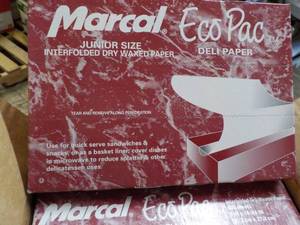 Marcal EcoPac
JUNIOR SIZE
INTERFOLDED DRY WAXED PAPER
DELI PAPER
TEAR AND REMOVE ALONG PERFORATION
Use for quick serve sandwiches &
snacks, or as a basket liner, cover dishes
in microwave to reduce splatter & other
delicatessen uses.
Marcal EcoPac